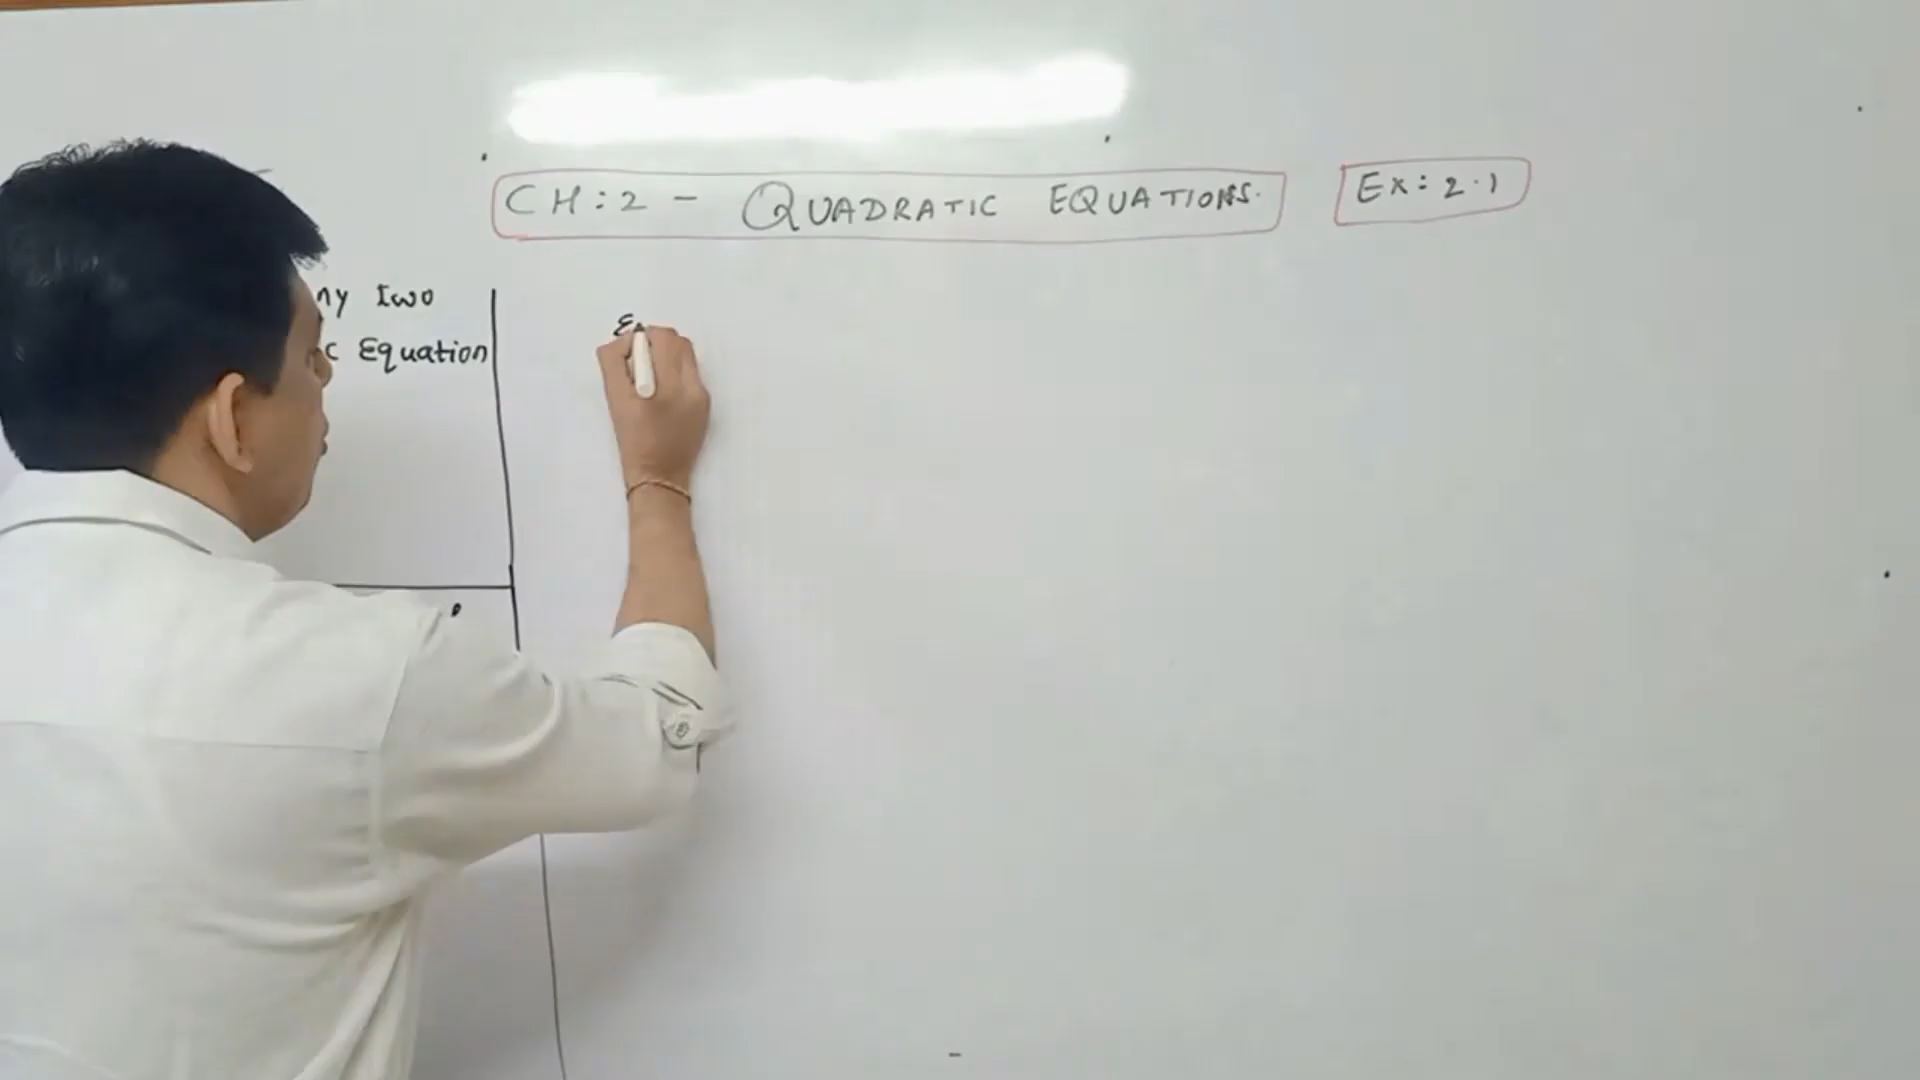 CH:2 - QUADRATIC EQUATIONS.
Ex: 2.1
ny Two
c Equation
E